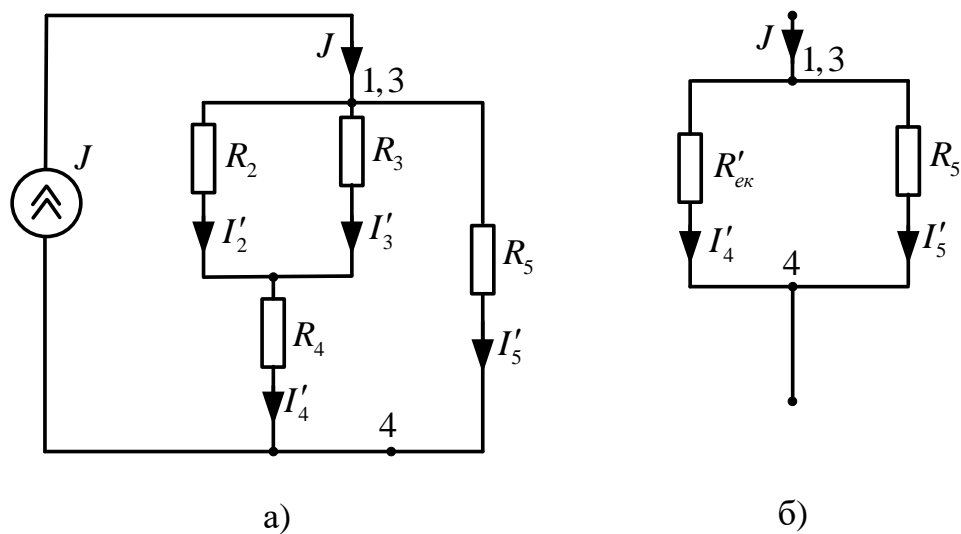 J
1,3
J
R₂
R₃
I′₂
I′₃
R₅
R₄
I′₅
I′₄
4
а)
J
1,3
R′ек
R₅
I′₄
I′₅
4
б)